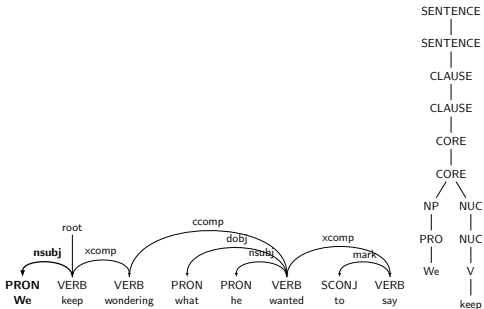 SENTENCE
SENTENCE
CLAUSE
CLAUSE
CORE
CORE
NP NUC
PRO NUC
We V
keep
root
ccomp
dobj
nsubj xcomp nsubj xcomp mark
PRON VERB VERB PRON PRON VERB SCONJ VERB
We keep wondering what he wanted to say